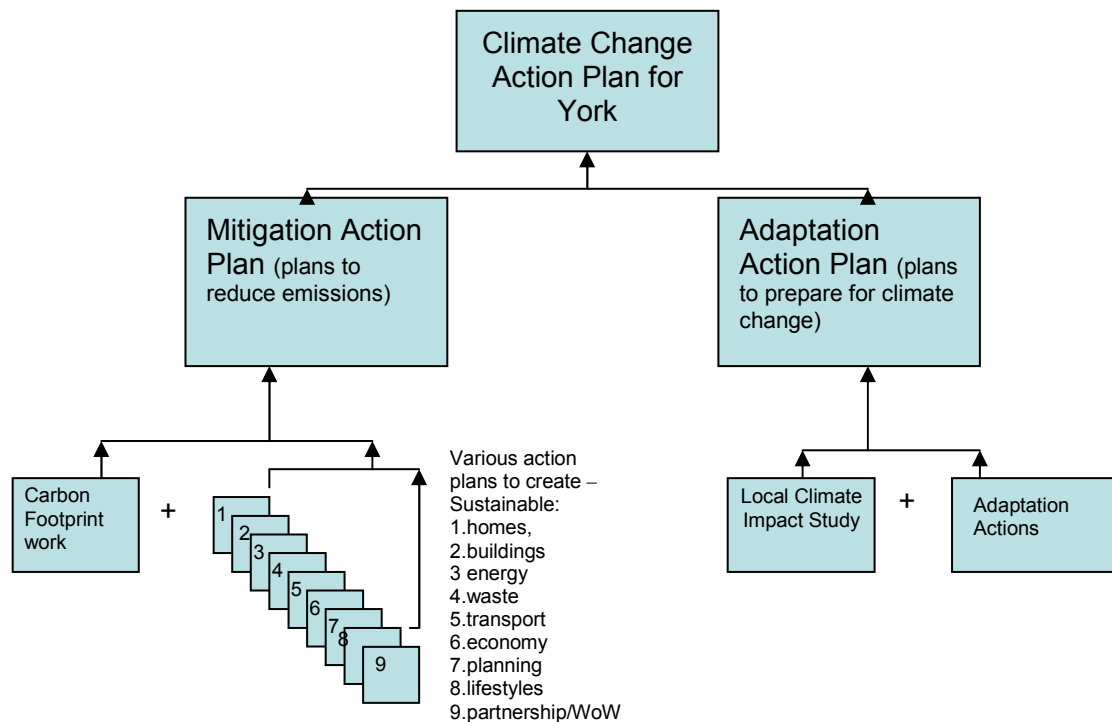 Climate Change
Action Plan for
York
Mitigation Action
Plan (plans to
reduce emissions)
Adaptation
Action Plan (plans
to prepare for climate
change)
Carbon
Footprint
work
+
1
2
3
4
5
6
7
8
9
Various action
plans to create –
Sustainable:
1.homes,
2.buildings
3 energy
4.waste
5.transport
6.economy
7.planning
8.lifestyles
9.partnership/WoW
Local Climate
Impact Study
+
Adaptation
Actions